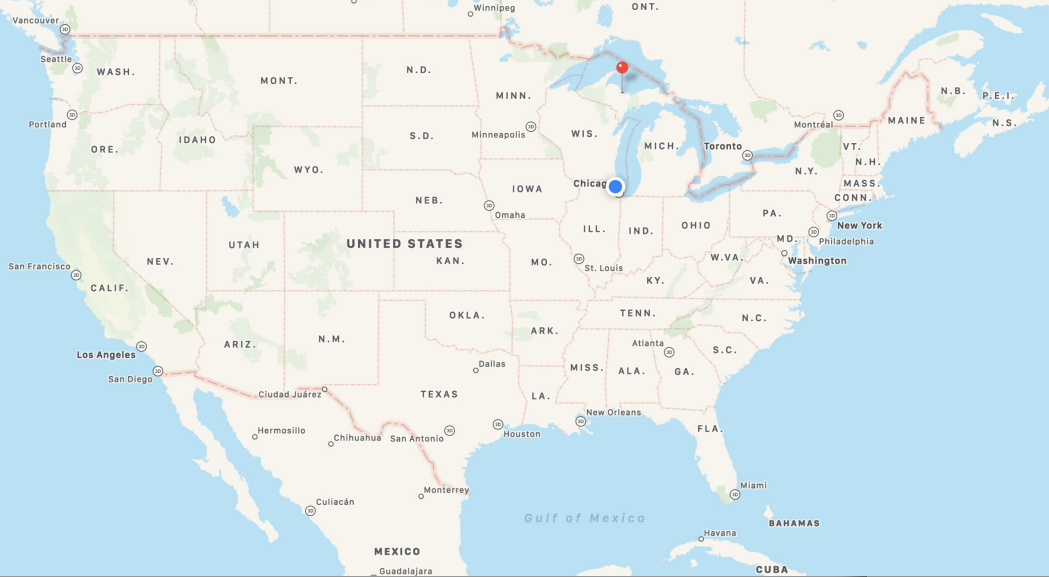 Winnipeg
ONT.
Vancouver
Seattle
WASH.
MONT.
N.D.
MINN.
N.B.
P.E.I.
N.S.
MAINE
Montréal
Portland
ORE.
IDAHO
S.D.
Minneapolis
WIS.
MICH.
Toronto
VT.
N.H.
N.Y.
MASS.
CONN.
WYO.
IOWA
Chicag
NEB.
Omaha
ILL.
IND.
OHIO
PA.
New York
Philadelphia
MD.
Washington
UTAH
UNITED STATES
NEV.
KAN.
MO.
St. Louis
W.VA.
VA.
KY.
San Francisco
CALIF.
OKLA.
TENN.
N.C.
ARK.
ARIZ.
N.M.
Atlanta
S.C.
Los Angeles
San Diego
Dallas
MISS.
ALA.
GA.
Ciudad Juárez
TEXAS
LA.
New Orleans
Hermosillo
Chihuahua
San Antonio
Houston
FLA.
Monterrey
Miami
Culiacán
Gulf of Mexico
BAHAMAS
Havana
MEXICO
Guadalajara
CUBA